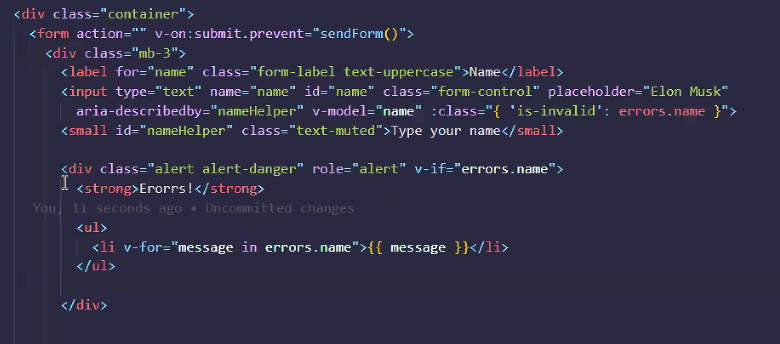 <div class="container">
<form action="" v-on:submit.prevent="sendForm()">
<div class="mb-3">
<label for="name" class="form-label text-uppercase">Name</label>
<input type="text" name="name" id="name" class="form-control" placeholder="Elon Musk"
aria-describedby="nameHelper" v-model="name" :class="{ 'is-invalid': errors.name }">
<small id="nameHelper" class="text-muted">Type your name</small>
<div class="alert alert-danger" role="alert" v-if="errors.name">
<strong>Erorrs!</strong>
You, 11 seconds ago • Uncommitted changes
<ul>
<li v-for="message in errors.name">{{ message }}</li>
</ul>
</div>